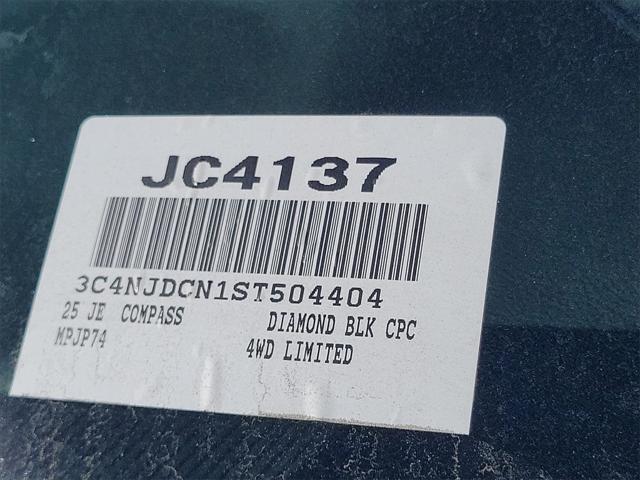 JC4137
3C4NJDCN1ST504404
25 JE COMPASS DIAMOND BLK CPC
MPJP74 4WD LIMITED